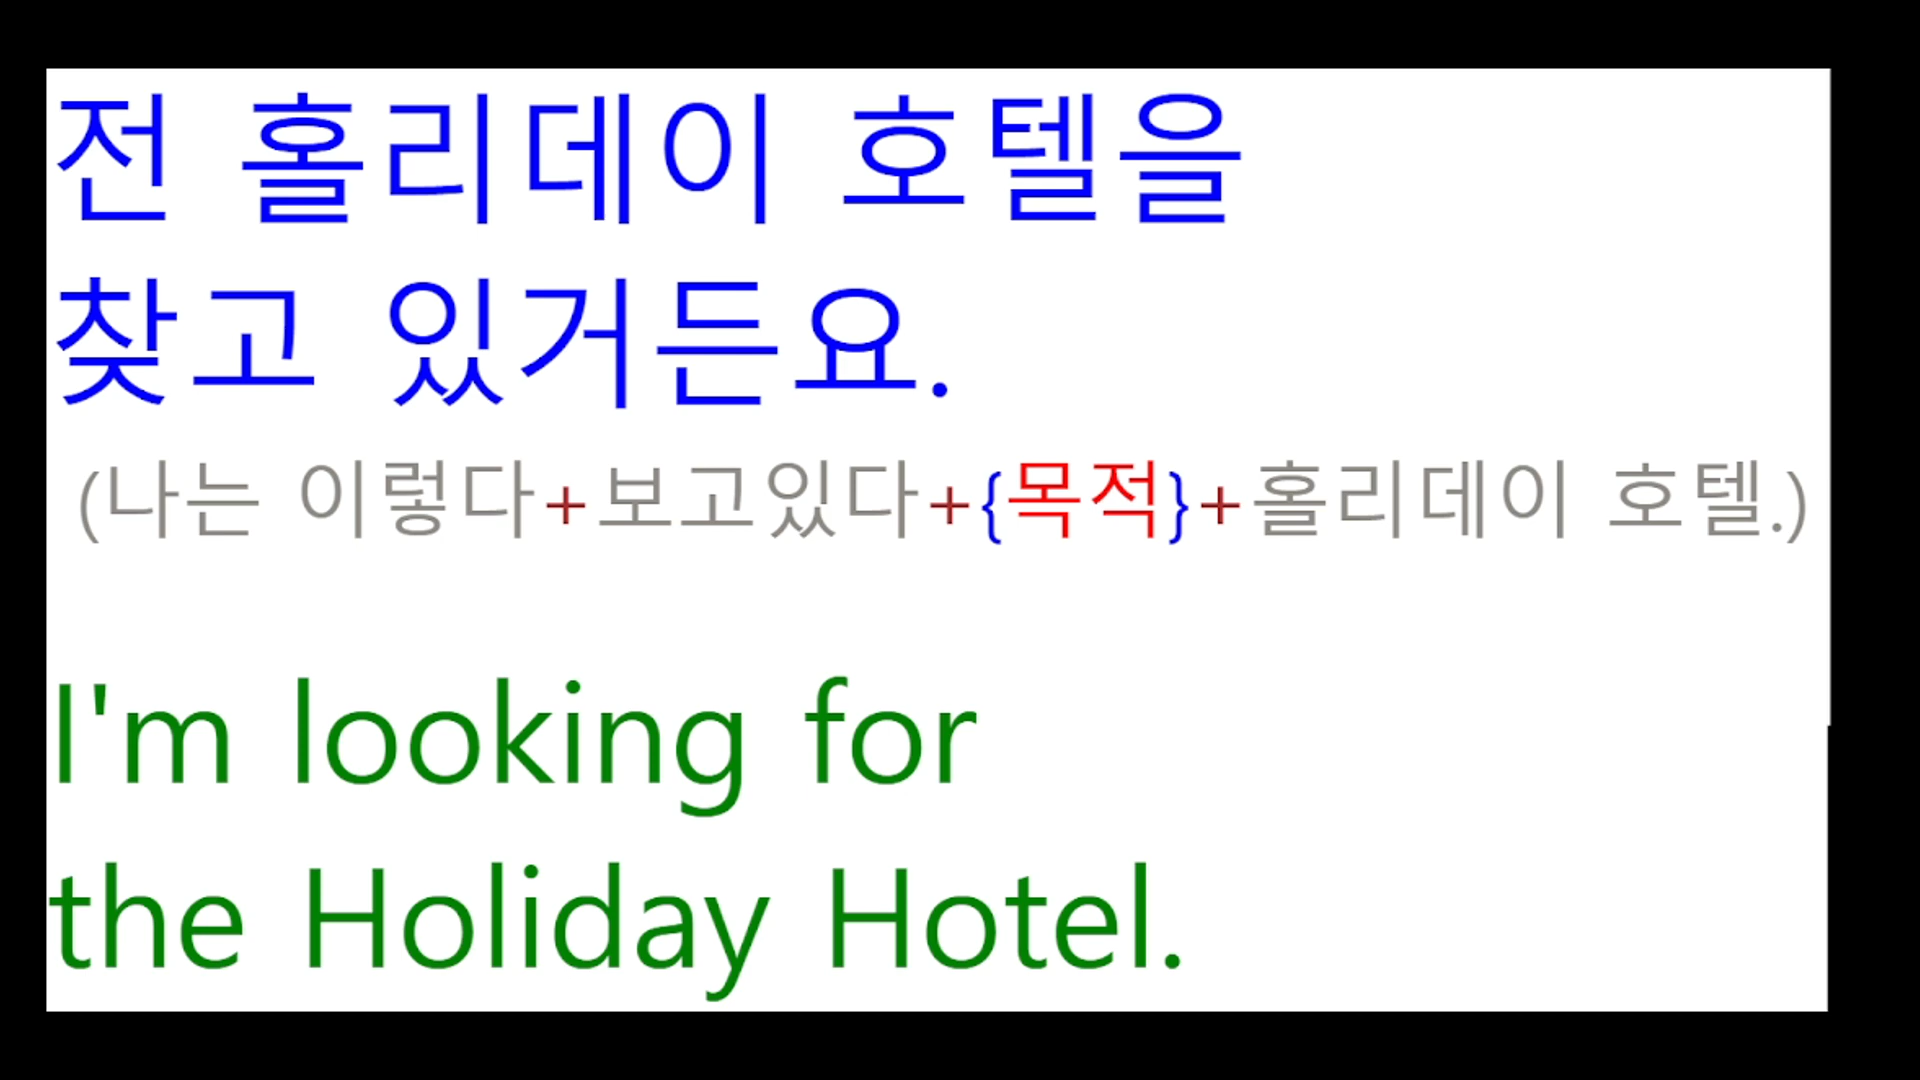 전 홀리데이 호텔을
찾고 있거든요.
(나는 이렇다+보고있다+{목적}+홀리데이 호텔.)
I'm looking for
the Holiday Hotel.